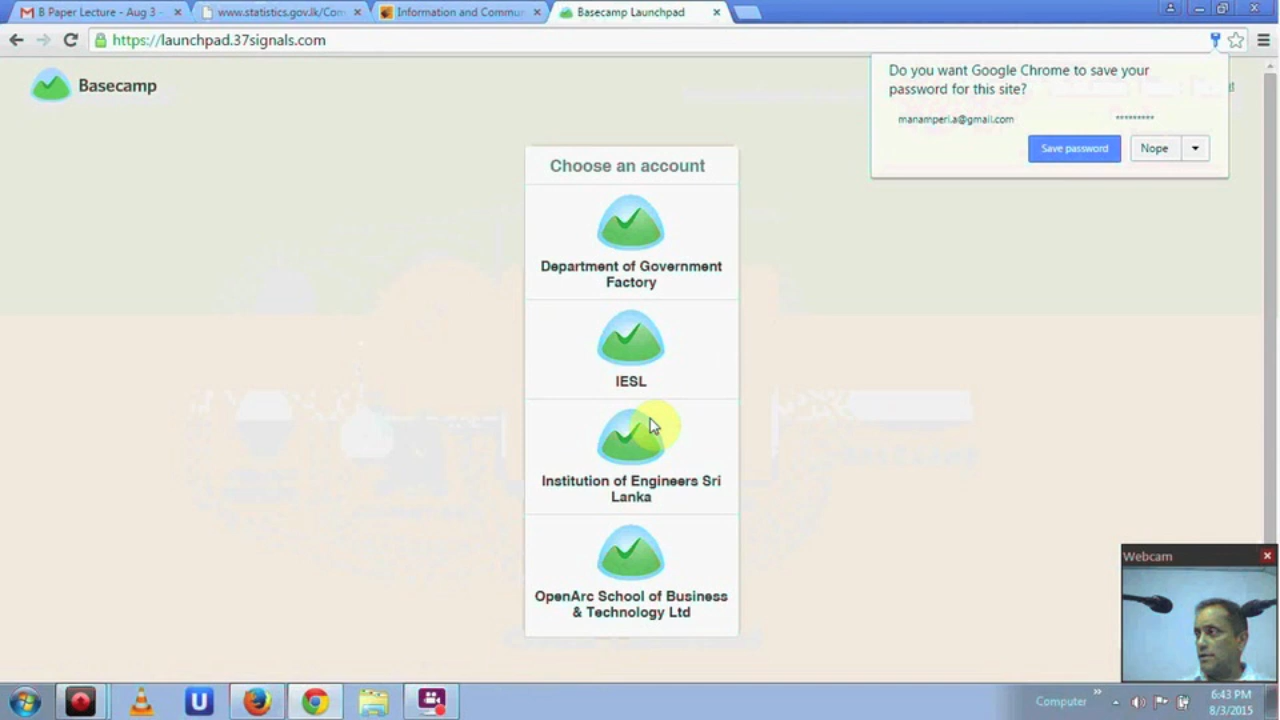 B Paper Lecture - Aug 3 -
www.statistics.gov.lk/Con
Information and Commun
Basecamp Launchpad
https://launchpad.37signals.com
Basecamp
Do you want Google Chrome to save your
password for this site?
manamperi.a@gmail.com *********
Save password Nope
Choose an account
Department of Government
Factory
IESL
Institution of Engineers Sri
Lanka
OpenArc School of Business
& Technology Ltd
Webcam
Computer
6:43 PM
8/3/2015